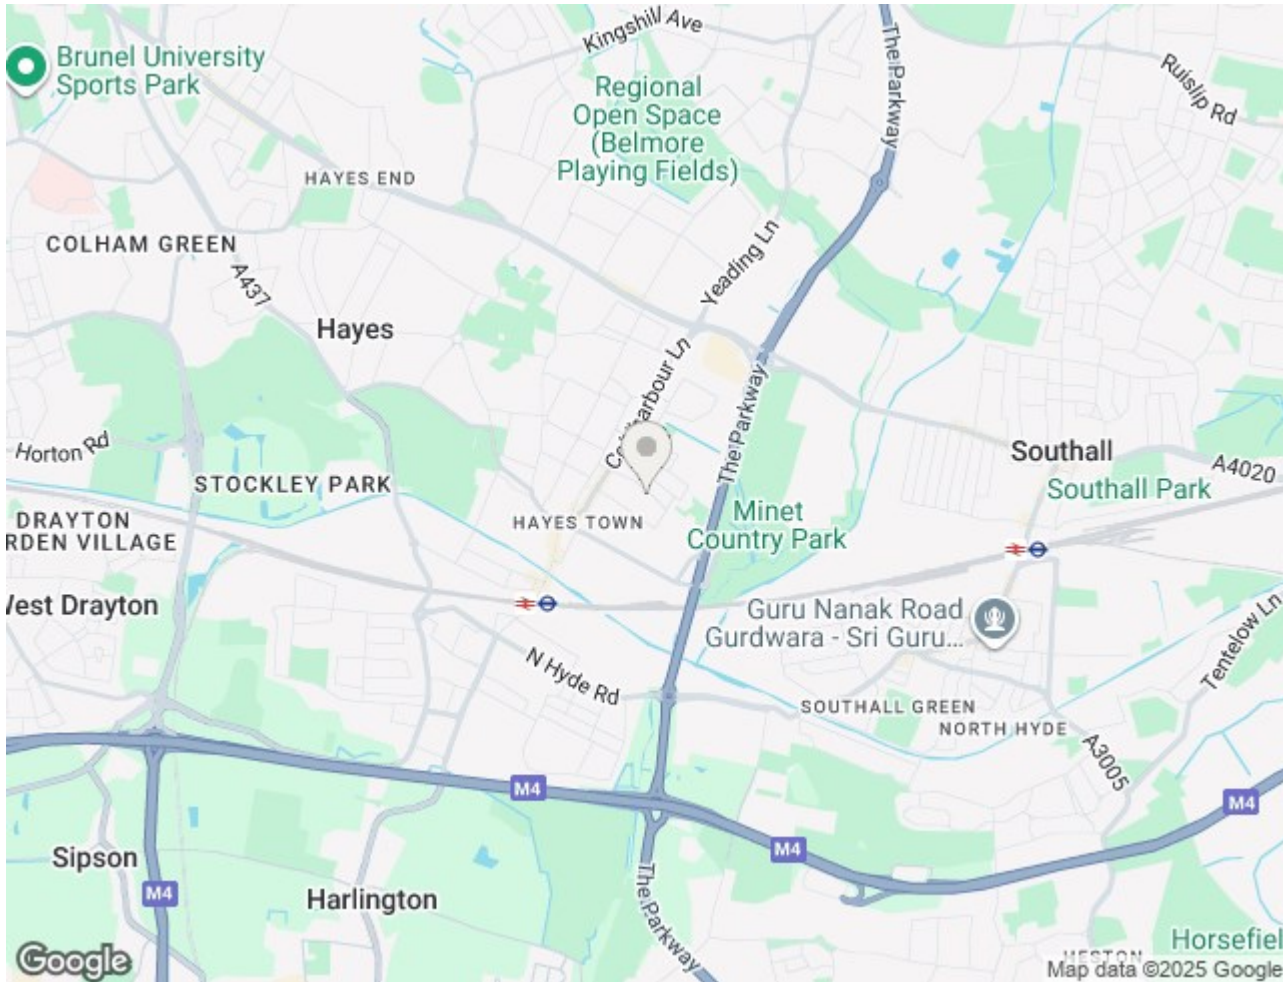 Kingshill Ave
The Parkway
Ruislip Rd
Brunel University
Sports Park
Regional
Open Space
(Belmore
Playing Fields)
HAYES END
COLHAM GREEN
A437
Yeading Ln
Hayes
The Parkway
Horton Rd
STOCKLEY PARK
Southall
A4020
Southall Park
DRAYTON
RDEN VILLAGE
HAYES TOWN
Minet
Country Park
West Drayton
Guru Nanak Road
Gurdwara - Sri Guru...
Tentelow Ln
N Hyde Rd
SOUTHALL GREEN
NORTH HYDE
A3005
M4
M4
M4
Sipson
M4
Harlington
The Parkway
Horsefiel
HESTON
Google
Map data ©2025 Google